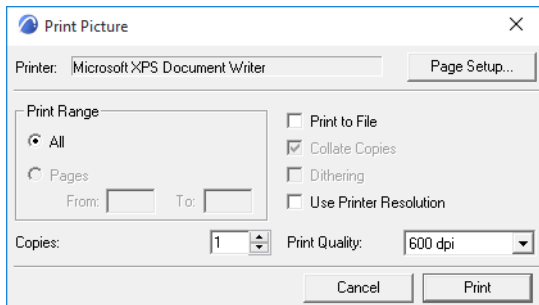 Print Picture
Printer: Microsoft XPS Document Writer Page Setup...
Print Range
All
Pages
From: To:
Print to File
Collate Copies
Dithering
Use Printer Resolution
Copies: 1 Print Quality: 600 dpi
Cancel Print